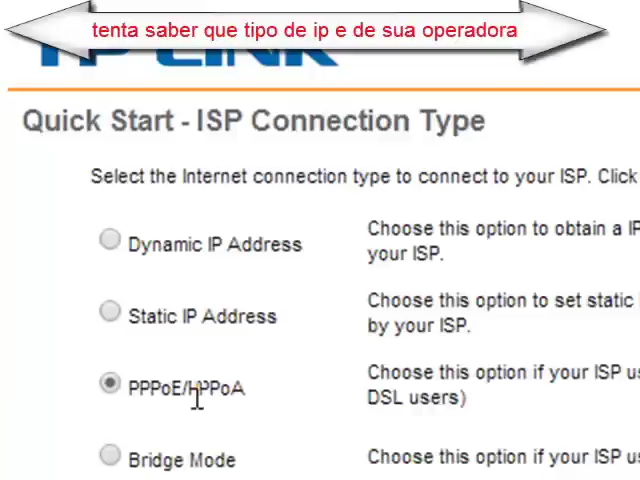 tenta saber que tipo de ip e de sua operadora
TP-LINK
Quick Start - ISP Connection Type
Select the Internet connection type to connect to your ISP. Click
Dynamic IP Address
Choose this option to obtain a IP
your ISP.
Static IP Address
Choose this option to set static
by your ISP.
PPPoE/PPPoA
Choose this option if your ISP us
DSL users)
Bridge Mode
Choose this option if your ISP us